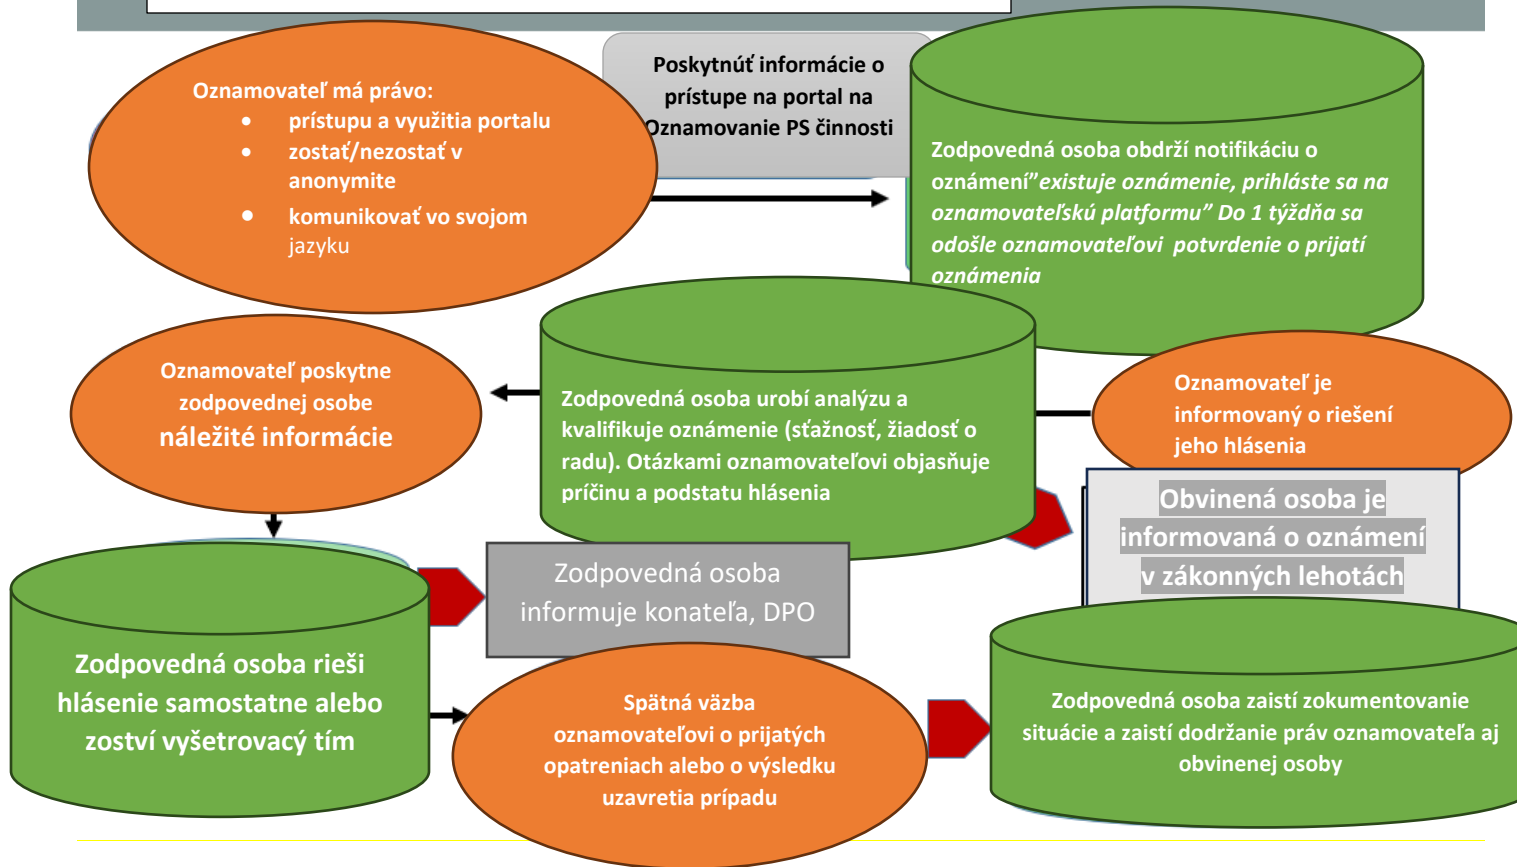 Oznamovateľ má právo:
• prístupu a využitia portalu
• zostať/nezostať v
anonymite
• komunikovať vo svojom
jazyku
Poskytnúť informácie o
prístupe na portal na
Oznamovanie PS činnosti
Zodpovedná osoba obdrží notifikáciu o
oznámení”existuje oznámenie, prihláste sa na
oznamovateľskú platformu” Do 1 týždňa sa
odošle oznamovateľovi potvrdenie o prijatí
oznámenia
Oznamovateľ poskytne
zodpovednej osobe
náležité informácie
Zodpovedná osoba urobí analýzu a
kvalifikuje oznámenie (sťažnosť, žiadosť o
radu). Otázkami oznamovateľovi objasňuje
príčinu a podstatu hlásenia
Oznamovateľ je
informovaný o riešení
jeho hlásenia
Obvinená osoba je
informovaná o oznámení
v zákonných lehotách
Zodpovedná osoba
informuje konateľa, DPO
Zodpovedná osoba rieši
hlásenie samostatne alebo
zoství vyšetrovacý tím
Spätná väzba
oznamovateľovi o prijatých
opatreniach alebo o výsledku
uzavretia prípadu
Zodpovedná osoba zaistí zokumentovanie
situácie a zaistí dodržanie práv oznamovateľa aj
obvinenej osoby